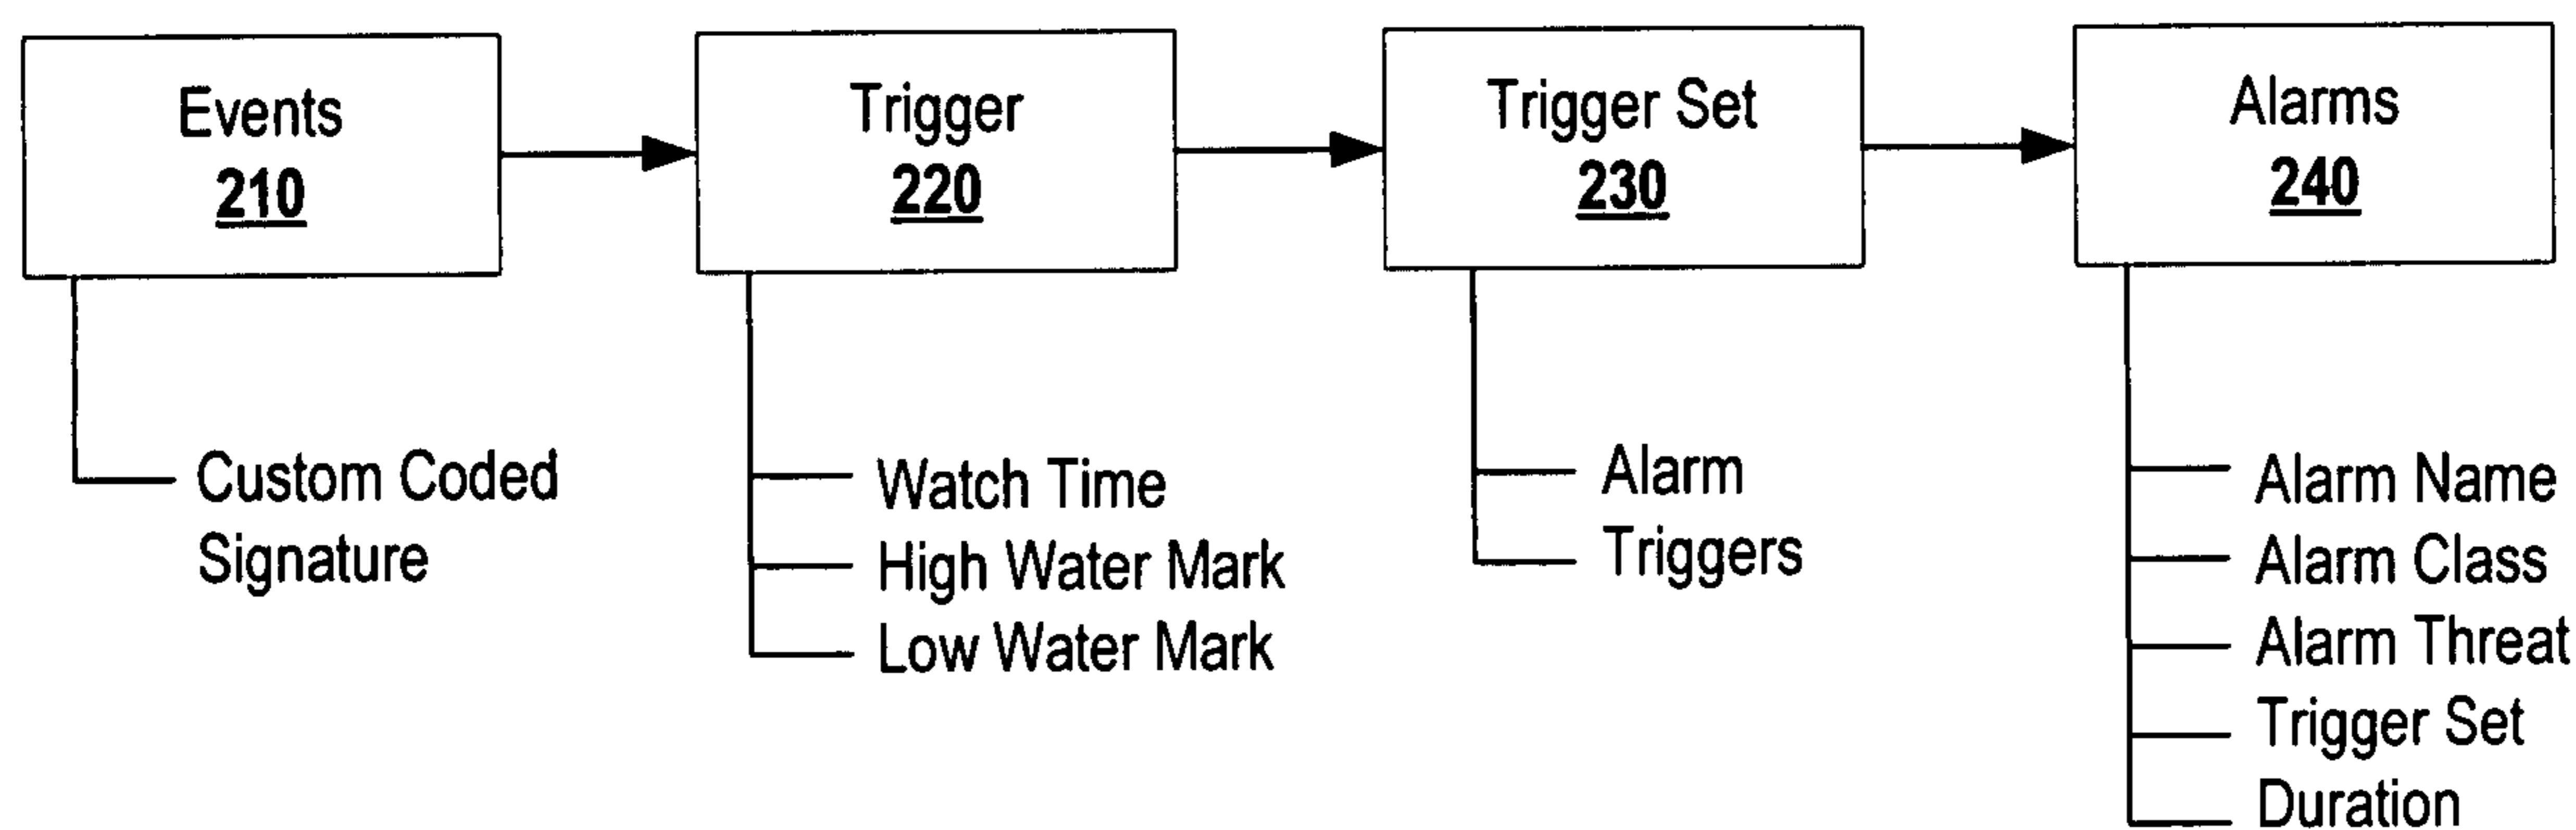 Events
210
Trigger
220
Trigger Set
230
Alarms
240
Custom Coded
Signature
Watch Time
High Water Mark
Low Water Mark
Alarm
Triggers
Alarm Name
Alarm Class
Alarm Threat
Trigger Set
Duration